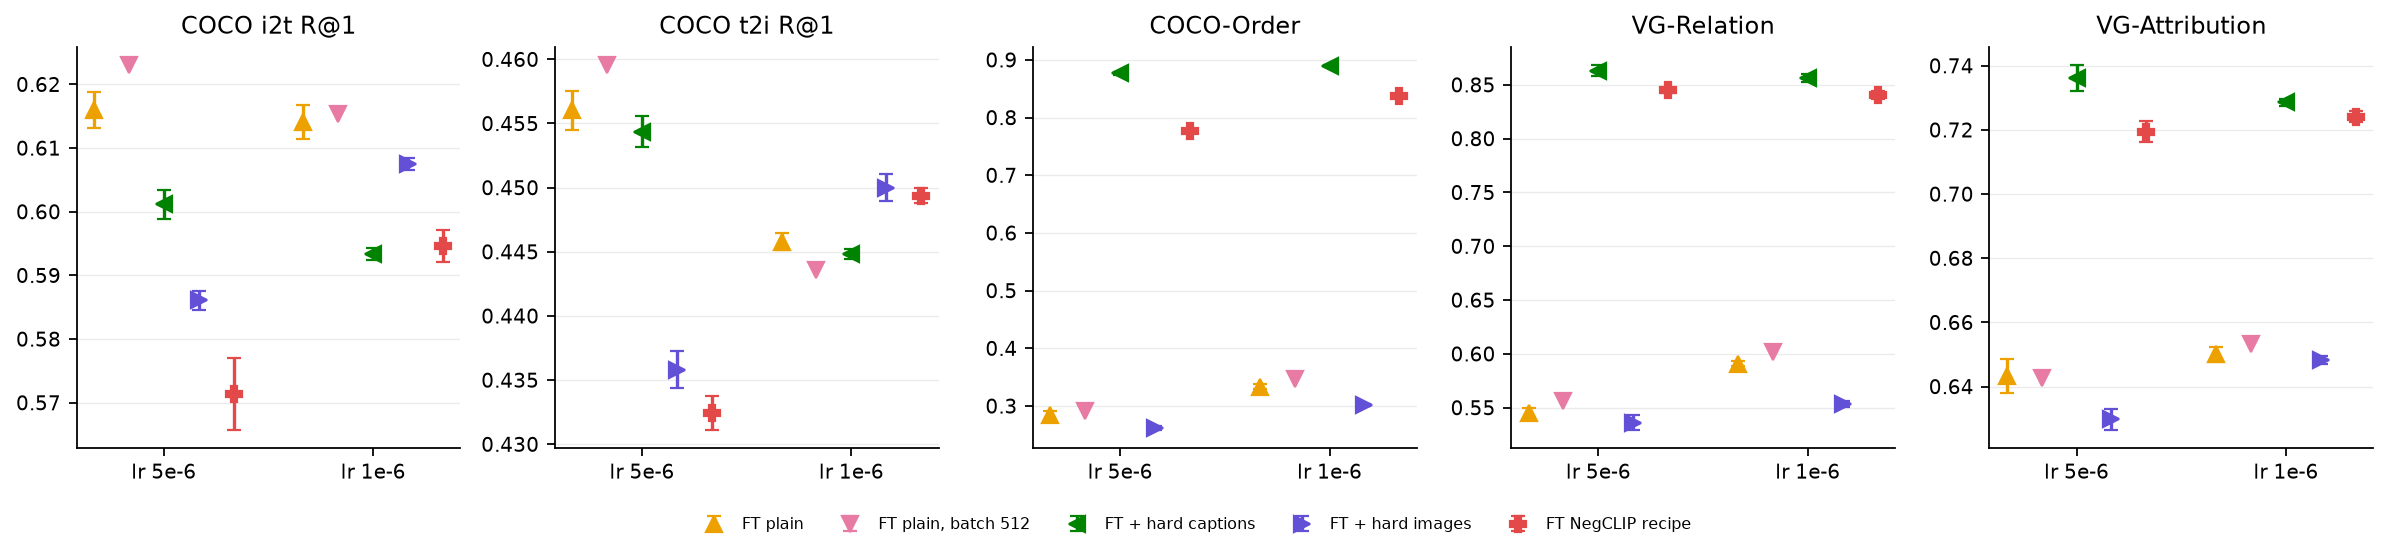 COCO i2t R@1
0.62
0.61
0.60
0.59
0.58
0.57
lr 5e-6
lr 1e-6
COCO t2i R@1
0.460
0.455
0.450
0.445
0.440
0.435
0.430
lr 5e-6
lr 1e-6
COCO-Order
0.9
0.8
0.7
0.6
0.5
0.4
0.3
lr 5e-6
lr 1e-6
VG-Relation
0.85
0.80
0.75
0.70
0.65
0.60
0.55
lr 5e-6
lr 1e-6
VG-Attribution
0.74
0.72
0.70
0.68
0.66
0.64
lr 5e-6
lr 1e-6
FT plain
FT plain, batch 512
FT + hard captions
FT + hard images
FT NegCLIP recipe